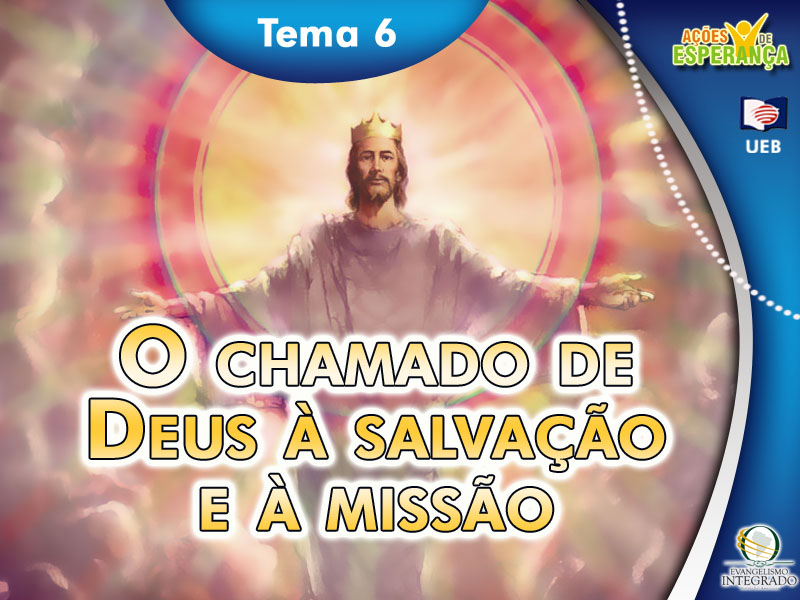 Tema 6
AÇÕES DE
ESPERANÇA
UEB
O CHAMADO DE
DEUS À SALVAÇÃO
E À MISSÃO
EVANGELISMO
INTEGRADO